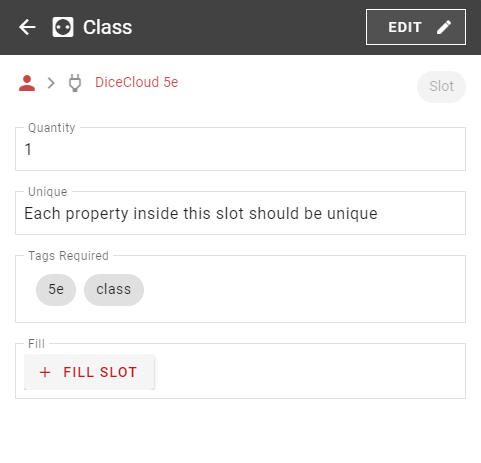 Class
EDIT
DiceCloud 5e
Slot
Quantity
1
Unique
Each property inside this slot should be unique
Tags Required
5e class
Fill
+ FILL SLOT